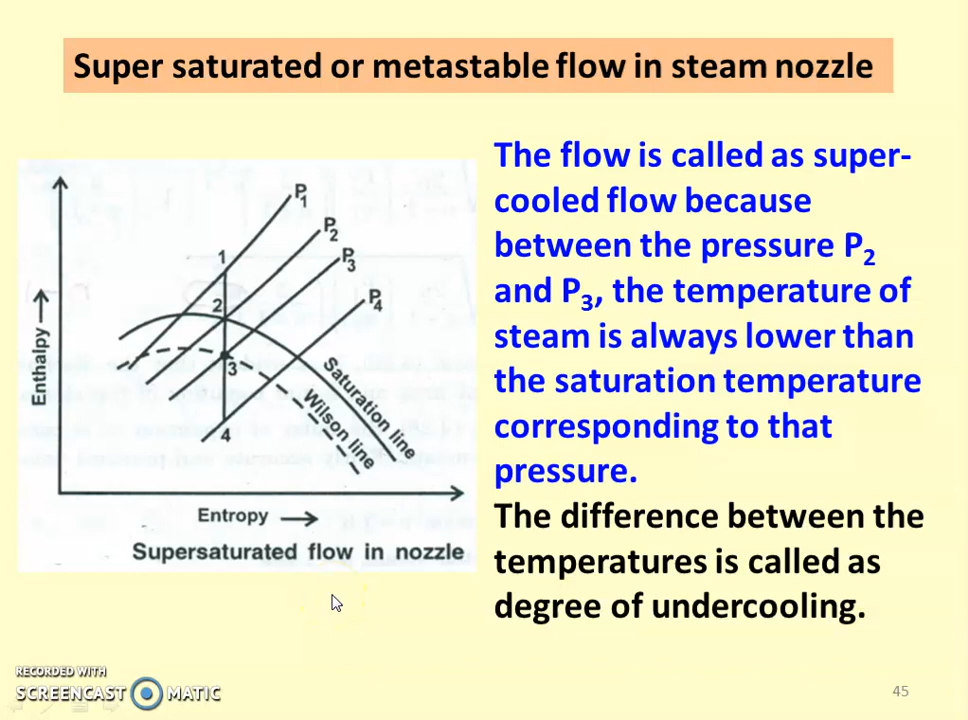 Super saturated or metastable flow in steam nozzle
P₁
P₂
P₃
P₄
1
2
3
4
Enthalpy
Saturation line
Wilson line
Entropy
Supersaturated flow in nozzle
The flow is called as super-
cooled flow because
between the pressure P₂
and P₃, the temperature of
steam is always lower than
the saturation temperature
corresponding to that
pressure.
The difference between the
temperatures is called as
degree of undercooling.
RECORDED WITH
SCREENCAST MATIC
45